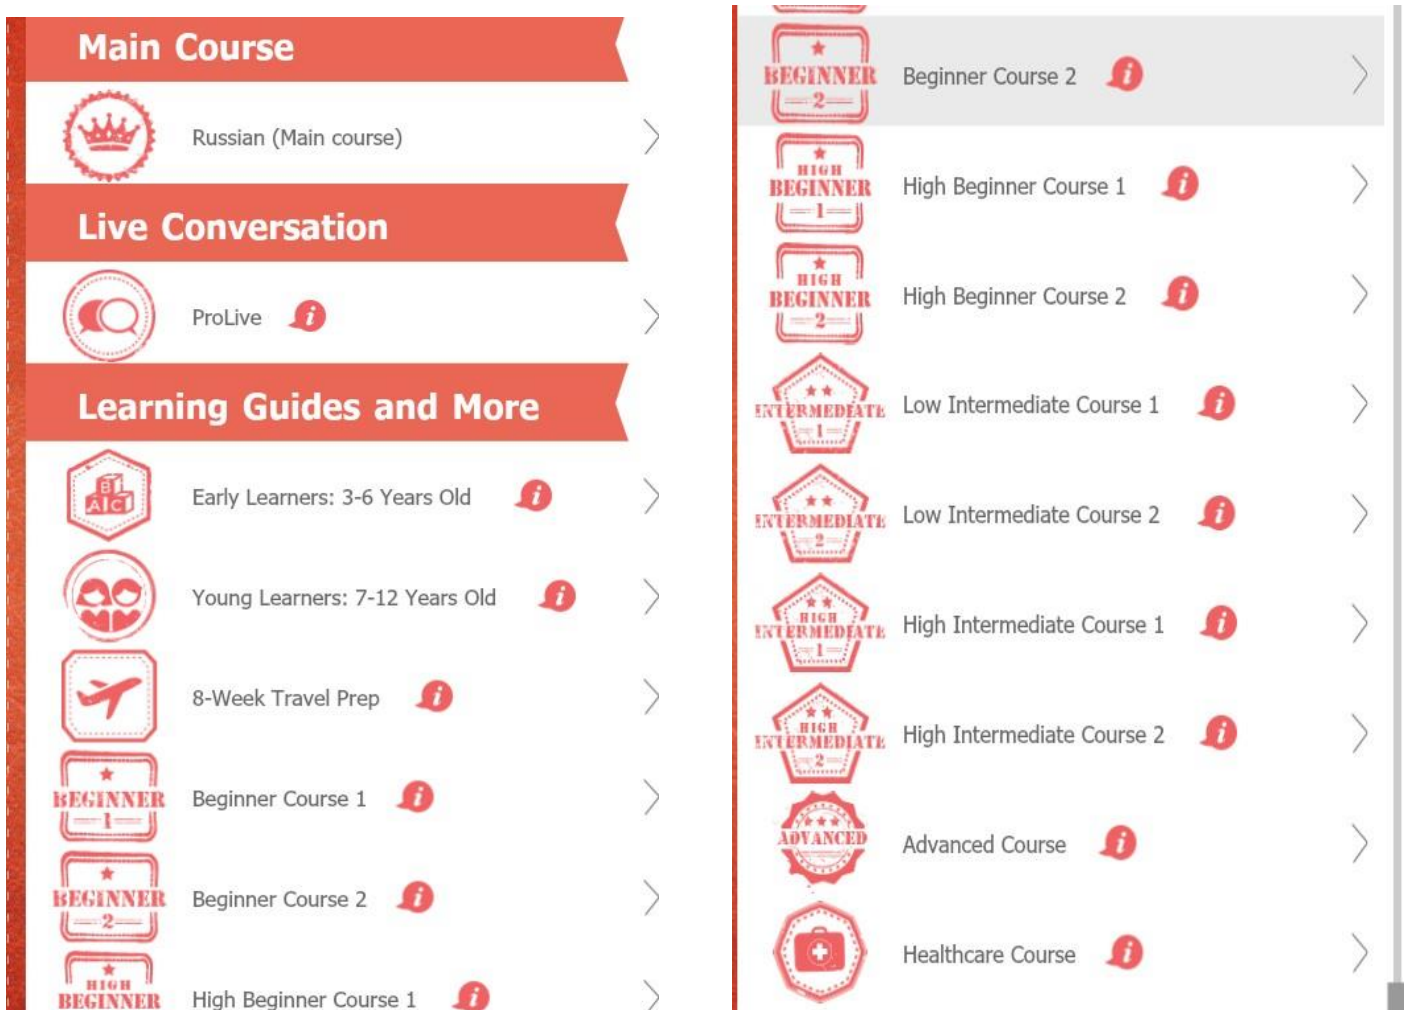 Main Course
Russian (Main course)
Live Conversation
ProLive i
Learning Guides and More
B
A C
Early Learners: 3-6 Years Old i
Young Learners: 7-12 Years Old i
8-Week Travel Prep i
BEGINNER
1
Beginner Course 1 i
BEGINNER
2
Beginner Course 2 i
HIGH
BEGINNER
High Beginner Course 1 i
BEGINNER
2
Beginner Course 2 i
HIGH
BEGINNER
1
High Beginner Course 1 i
HIGH
BEGINNER
2
High Beginner Course 2 i
INTERMEDIATE
1
Low Intermediate Course 1 i
INTERMEDIATE
2
Low Intermediate Course 2 i
HIGH
INTERMEDIATE
1
High Intermediate Course 1 i
HIGH
INTERMEDIATE
2
High Intermediate Course 2 i
ADVANCED
Advanced Course i
Healthcare Course i